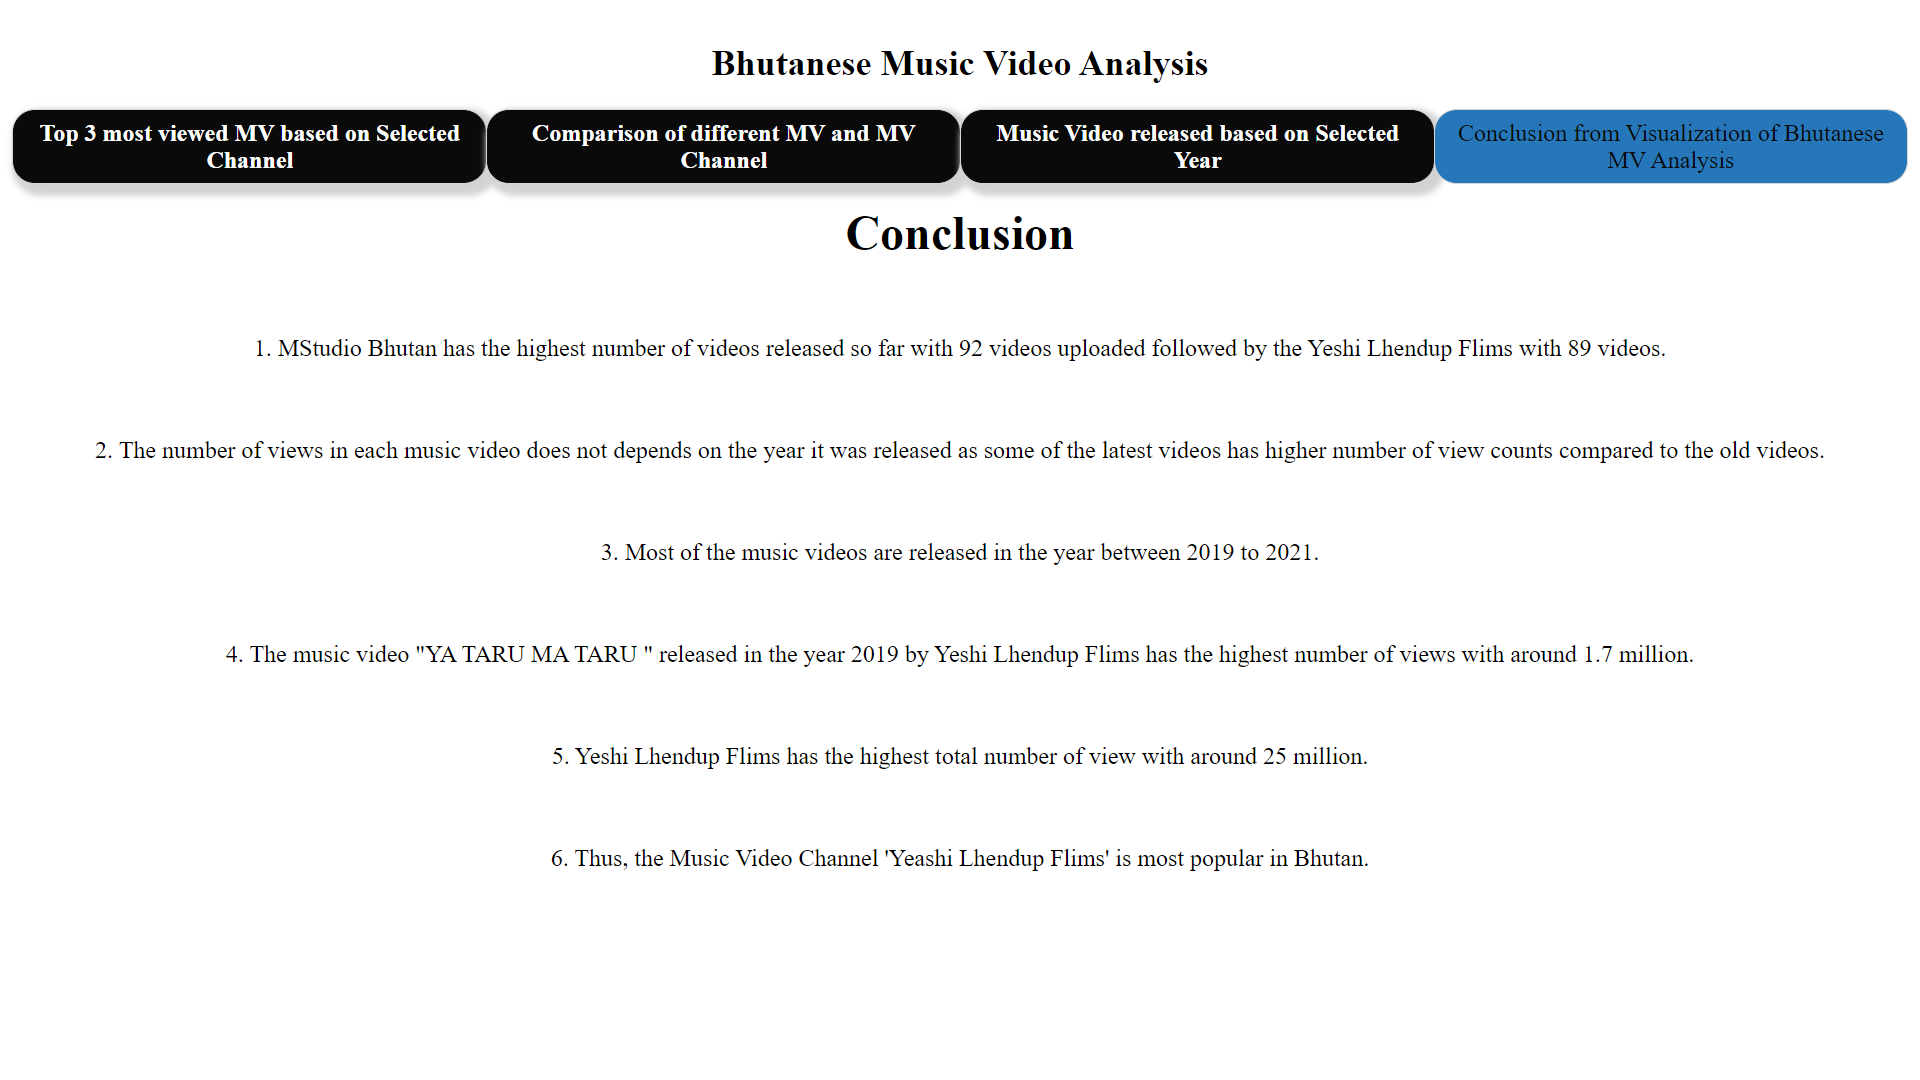 Bhutanese Music Video Analysis
Top 3 most viewed MV based on Selected
Channel
Comparison of different MV and MV
Channel
Music Video released based on Selected
Year
Conclusion from Visualization of Bhutanese
MV Analysis
Conclusion
1. MStudio Bhutan has the highest number of videos released so far with 92 videos uploaded followed by the Yeshi Lhendup Flims with 89 videos.
2. The number of views in each music video does not depends on the year it was released as some of the latest videos has higher number of view counts compared to the old videos.
3. Most of the music videos are released in the year between 2019 to 2021.
4. The music video "YA TARU MA TARU " released in the year 2019 by Yeshi Lhendup Flims has the highest number of views with around 1.7 million.
5. Yeshi Lhendup Flims has the highest total number of view with around 25 million.
6. Thus, the Music Video Channel 'Yeashi Lhendup Flims' is most popular in Bhutan.